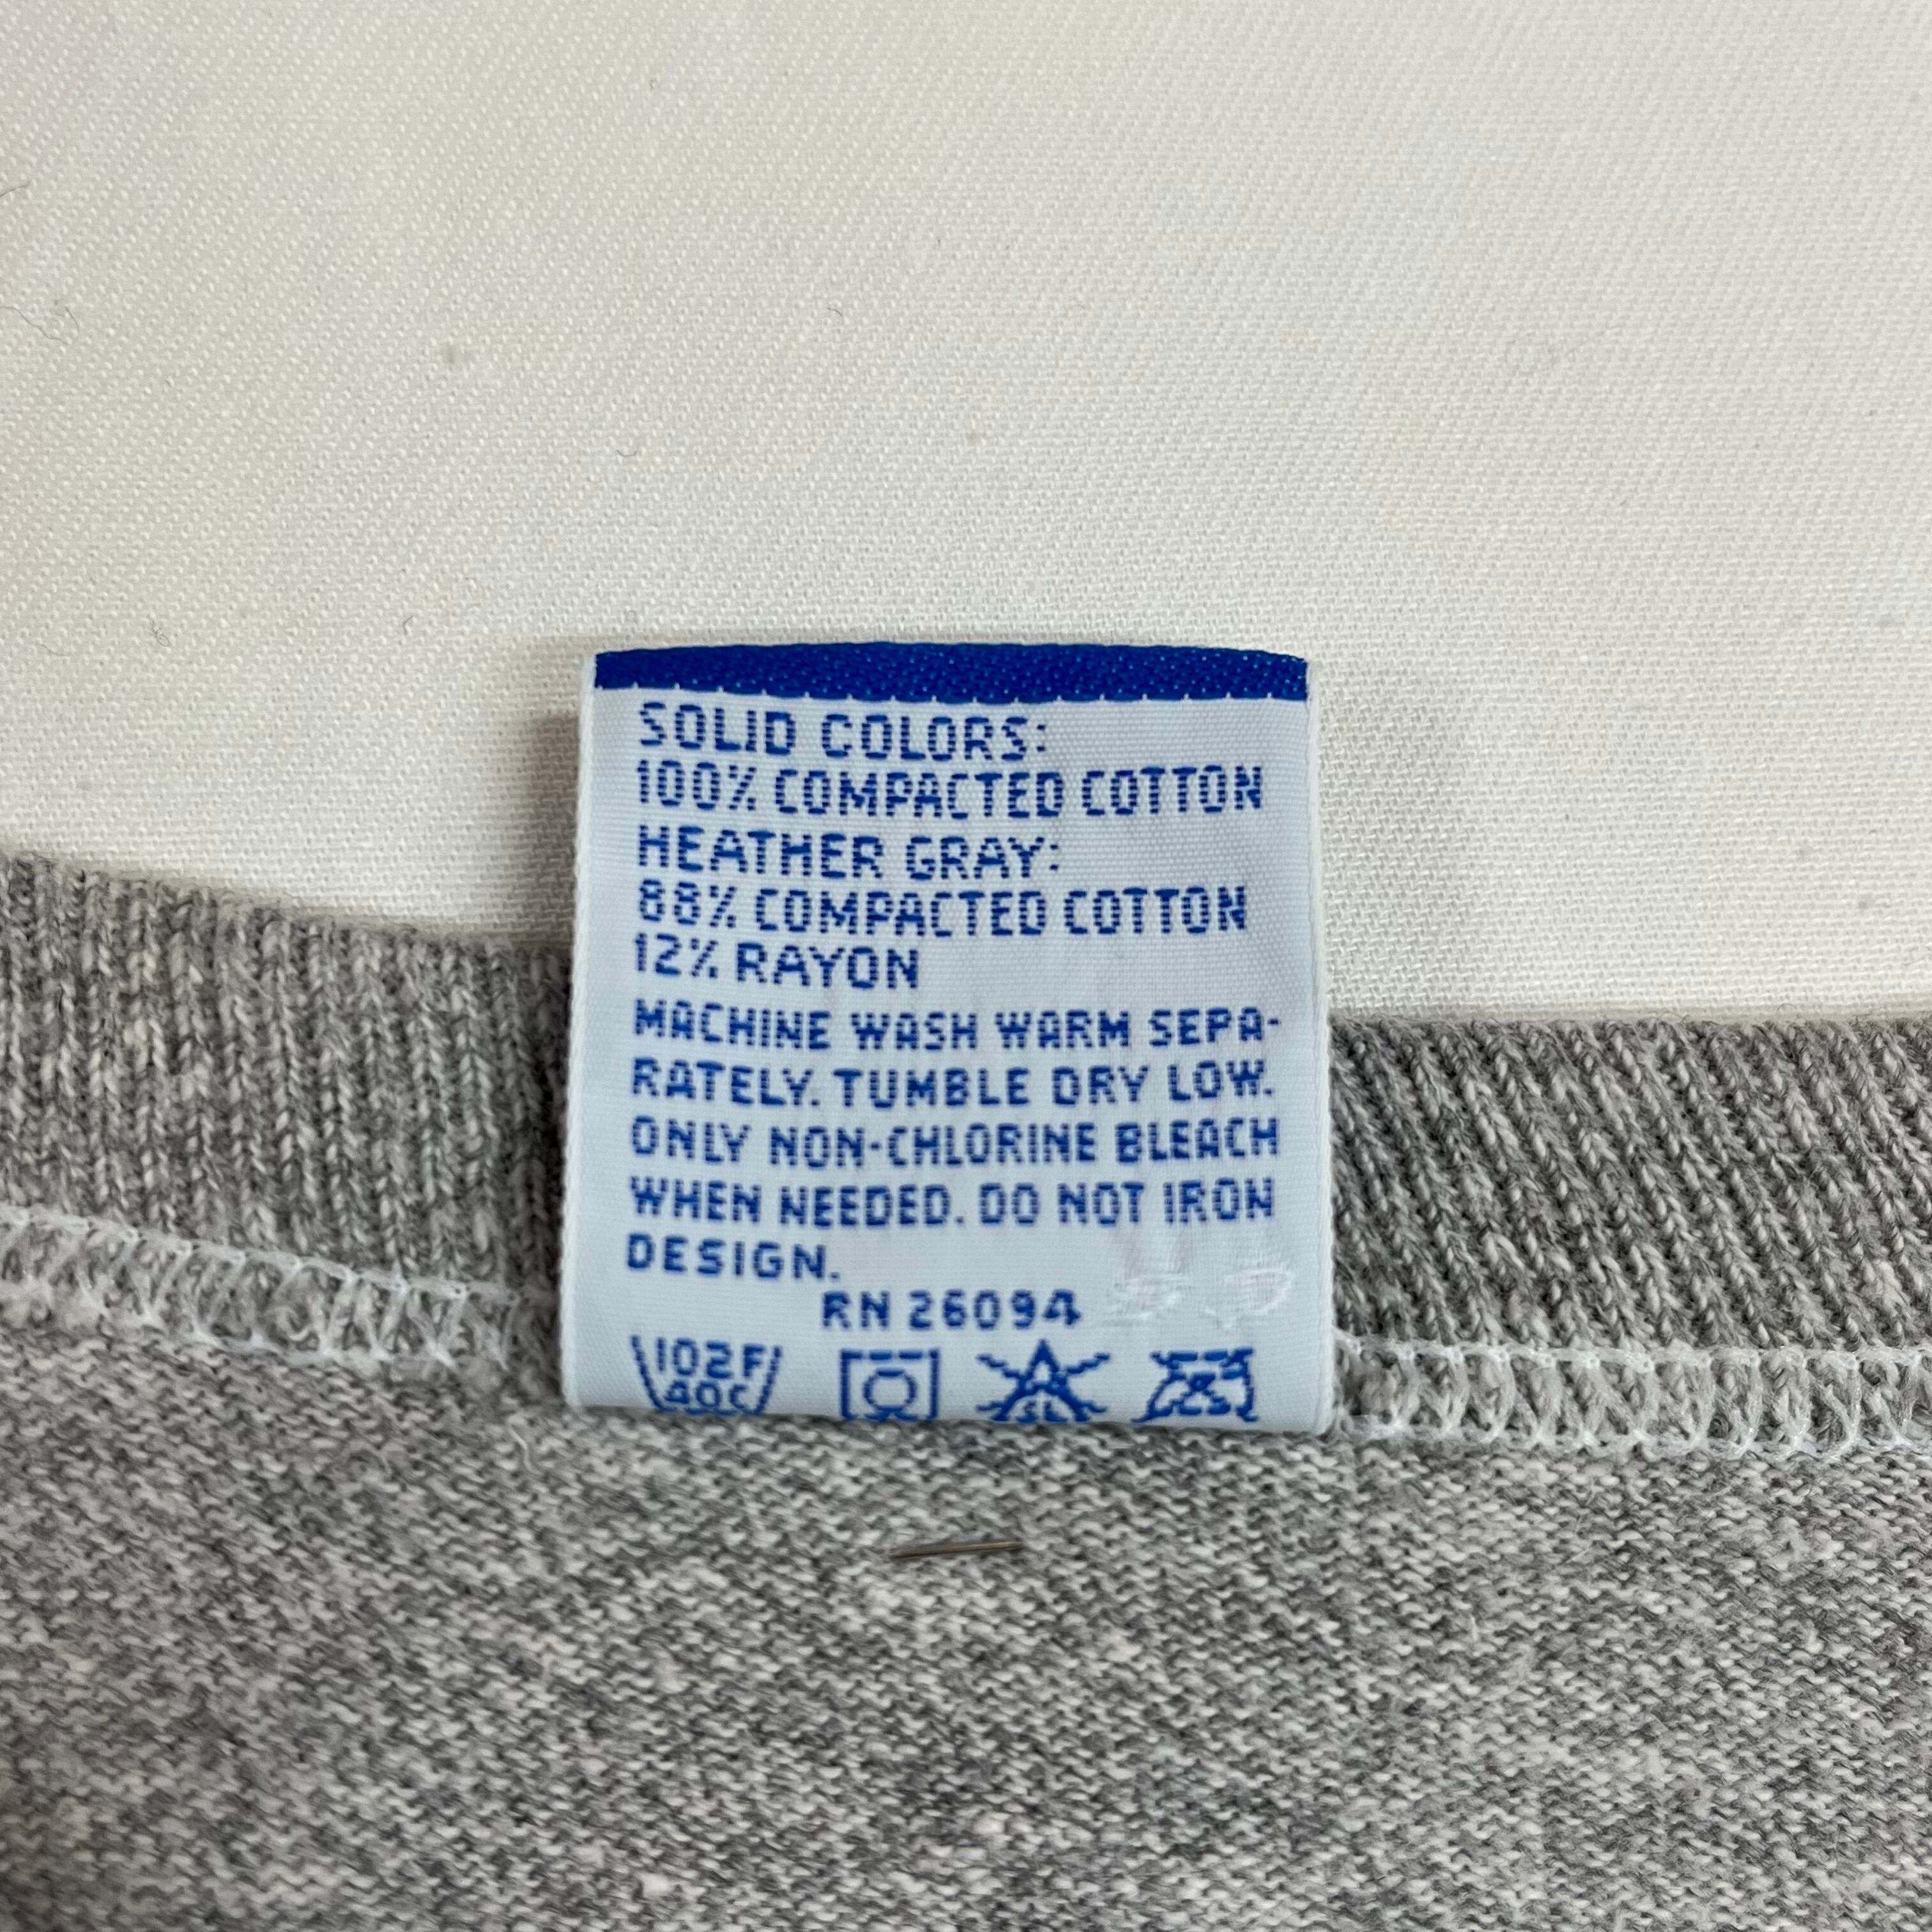 SOLID COLORS:
100% COMPACTED COTTON
HEATHER GRAY:
88% COMPACTED COTTON
12% RAYON
MACHINE WASH WARM SEPA-
RATELY. TUMBLE DRY LOW.
ONLY NON-CHLORINE BLEACH
WHEN NEEDED. DO NOT IRON
DESIGN.
RN 26094
102F
40C